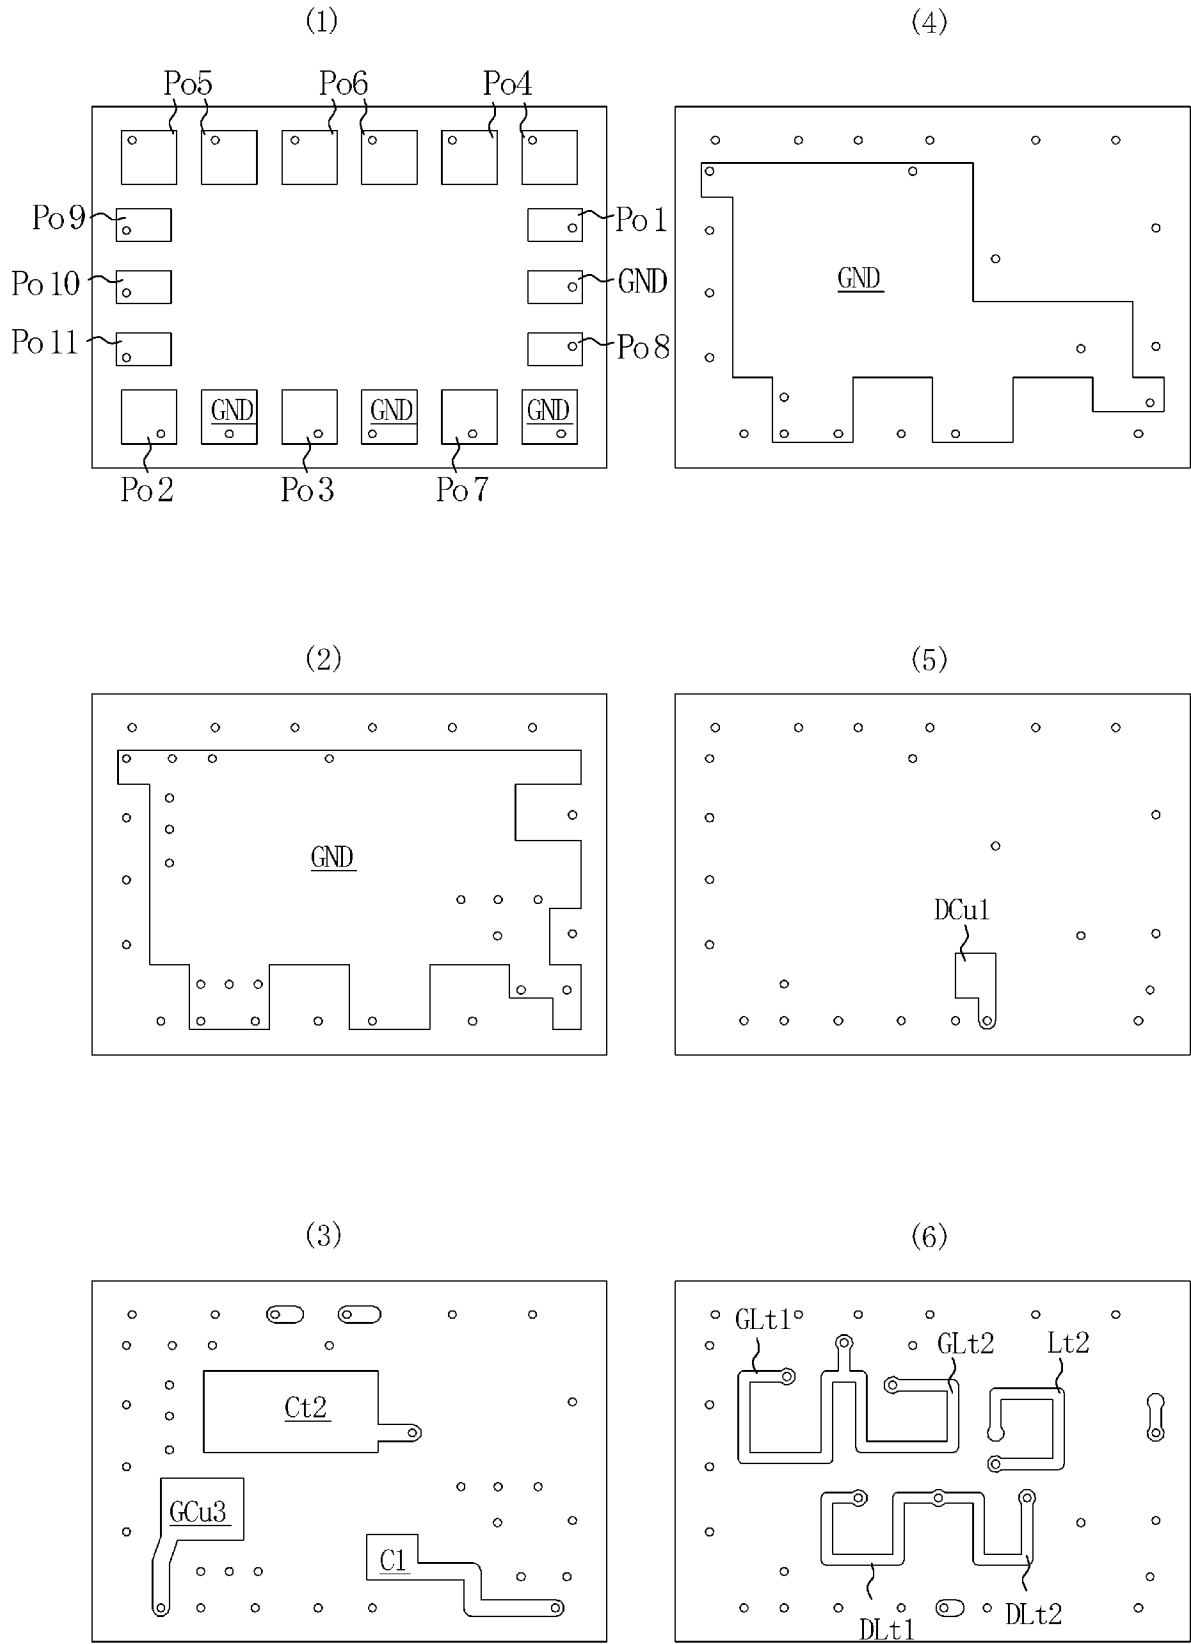 (1)
Po5 Po6 Po4
Po9 Po1
Po10 GND
Po11 Po8
GND GND GND
Po2 Po3 Po7
(4)
GND
(2)
GND
(5)
DCu1
(3)
Ct2
GCu3
C1
(6)
GLt1 GLt2 Lt2
DLt1 DLt2